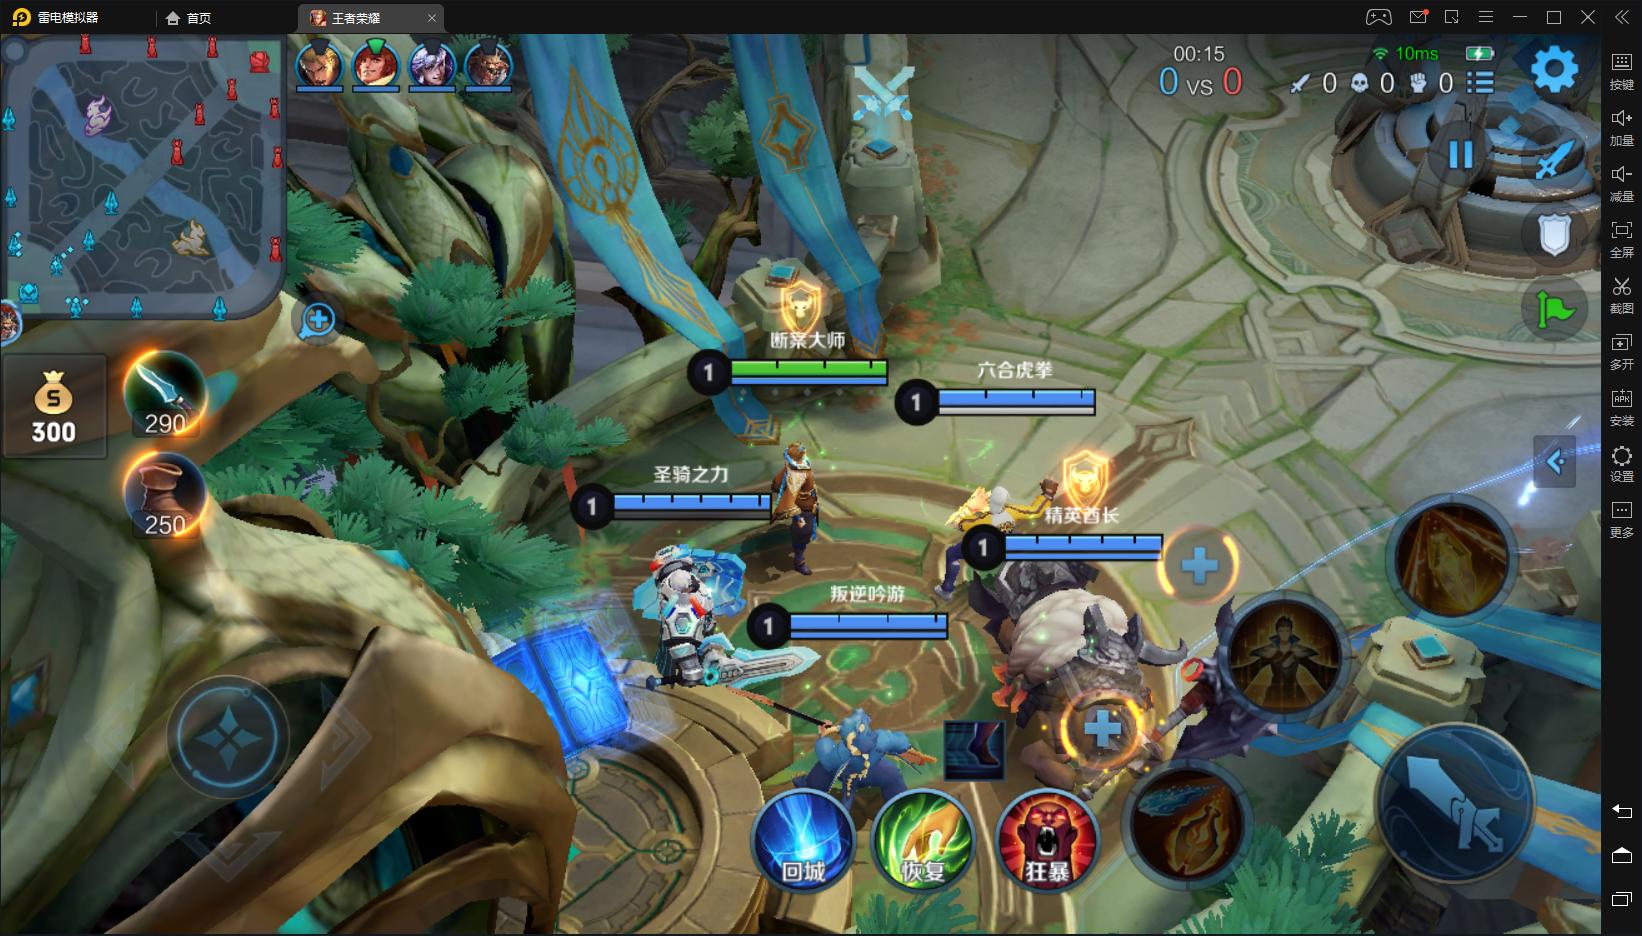 雷电模拟器
首页
王者荣耀
00:15
10ms
0 VS 0
0
0
0
按键
加量
减量
全屏
截图
多开
APK
安装
设置
更多
S
300
290
250
断案大师
1
六合虎拳
1
圣骑之力
1
精英酋长
1
叛逆吟游
1
回城
恢复
狂暴